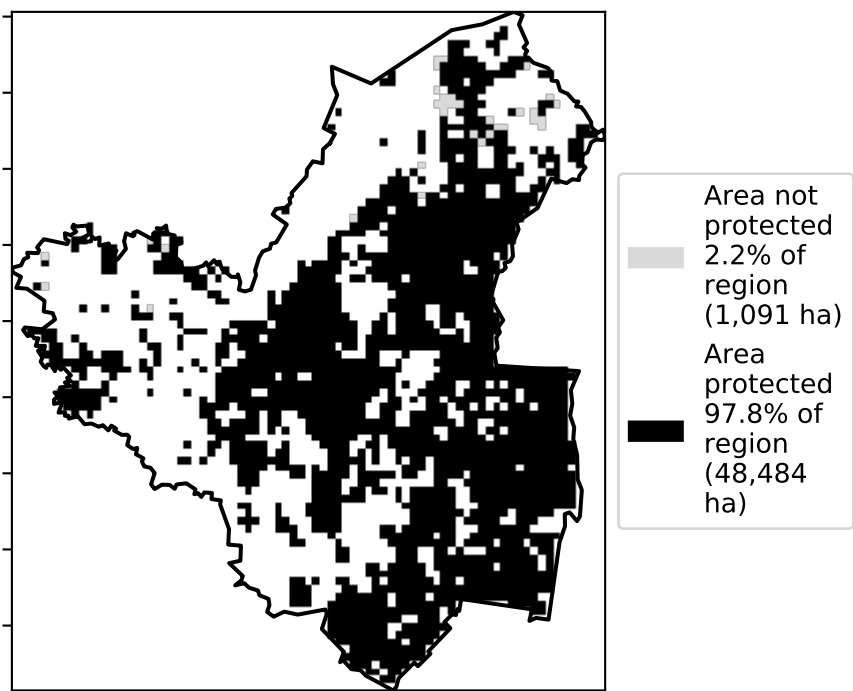 Area not
protected
2.2% of
region
(1,091 ha)
Area
protected
97.8% of
region
(48,484
ha)